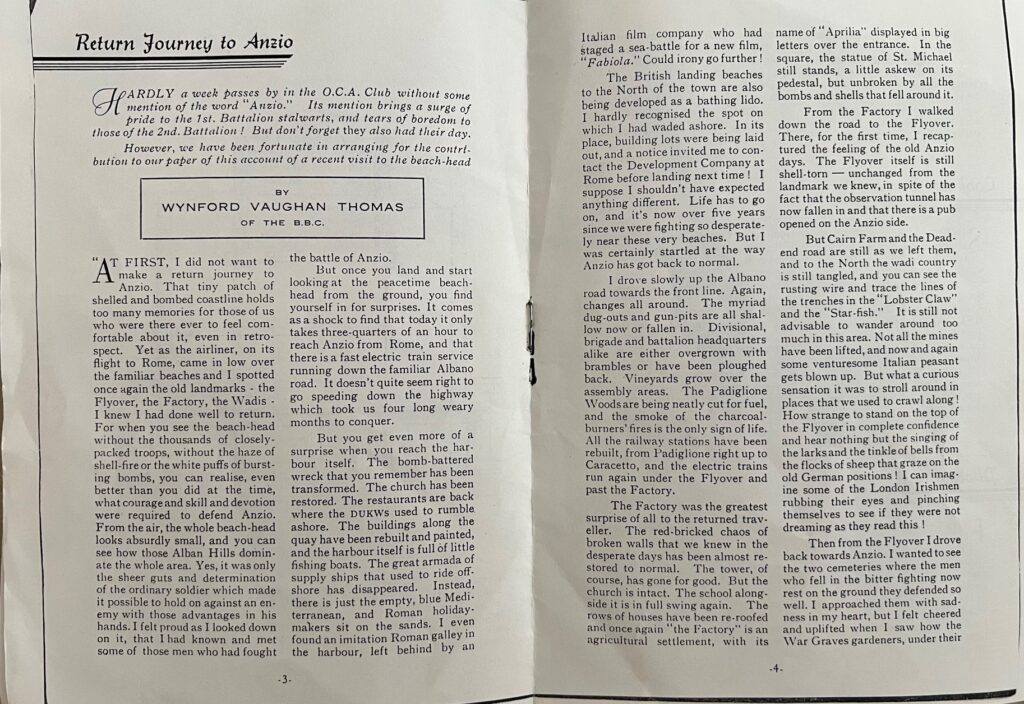 Return Journey to Anzio
HARDLY a week passes by in the O.C.A. Club without some
mention of the word "Anzio." Its mention brings a surge of
pride to the 1st. Battalion stalwarts, and tears of boredom to
those of the 2nd. Battalion ! But don't forget they also had their day.
However, we have been fortunate in arranging for the contri-
bution to our paper of this account of a recent visit to the beach-head
BY
WYNFORD VAUGHAN THOMAS
OF THE B.B.C.
"AT FIRST, I did not want to
make a return journey to
Anzio. That tiny patch of
shelled and bombed coastline holds
too many memories for those of us
who were there ever to feel com-
fortable about it, even in retro-
spect. Yet as the airliner, on its
flight to Rome, came in low over
the familiar beaches and I spotted
once again the old landmarks - the
Flyover, the Factory, the Wadis -
I knew I had done well to return.
For when you see the beach-head
without the thousands of closely-
packed troops, without the haze of
shell-fire or the white puffs of burst-
ing bombs, you can realise, even
better than you did at the time,
what courage and skill and devotion
were required to defend Anzio.
From the air, the whole beach-head
looks absurdly small, and you can
see how those Alban Hills domin-
ate the whole area. Yes, it was only
the sheer guts and determination
of the ordinary soldier which made
it possible to hold on against an en-
emy with those advantages in his
hands. I felt proud as I looked down
on it, that I had known and met
some of those men who had fought
the battle of Anzio.
But once you land and start
looking at the peacetime beach-
head from the ground, you find
yourself in for surprises. It comes
as a shock to find that today it only
takes three-quarters of an hour to
reach Anzio from Rome, and that
there is a fast electric train service
running down the familiar Albano
road. It doesn't quite seem right to
go speeding down the highway
which took us four long weary
months to conquer.
But you get even more of a
surprise when you reach the har-
bour itself. The bomb-battered
wreck that you remember has been
transformed. The church has been
restored. The restaurants are back
where the DUKWs used to rumble
ashore. The buildings along the
quay have been rebuilt and painted,
and the harbour itself is full of little
fishing boats. The great armada of
supply ships that used to ride off-
shore has disappeared. Instead,
there is just the empty, blue Medi-
terranean, and Roman holiday-
makers sit on the sands. I even
found an imitation Roman galley in
the harbour, left behind by an
-3-
Italian film company who had
staged a sea-battle for a new film,
"Fabiola." Could irony go further !
The British landing beaches
to the North of the town are also
being developed as a bathing lido.
I hardly recognised the spot on
which I had waded ashore. In its
place, building lots were being laid
out, and a notice invited me to con-
tact the Development Company at
Rome before landing next time ! I
suppose I shouldn't have expected
anything different. Life has to go
on, and it's now over five years
since we were fighting so desperate-
ly near these very beaches. But I
was certainly startled at the way
Anzio has got back to normal.
I drove slowly up the Albano
road towards the front line. Again,
changes all around. The myriad
dug-outs and gun-pits are all shal-
low now or fallen in. Divisional,
brigade and battalion headquarters
alike are either overgrown with
brambles or have been ploughed
back. Vineyards grow over the
assembly areas. The Padiglione
Woods are being neatly cut for fuel,
and the smoke of the charcoal-
burners' fires is the only sign of life.
All the railway stations have been
rebuilt, from Padiglione right up to
Caracetto, and the electric trains
run again under the Flyover and
past the Factory.
The Factory was the greatest
surprise of all to the returned trav-
eller. The red-bricked chaos of
broken walls that we knew in the
desperate days has been almost re-
stored to normal. The tower, of
course, has gone for good. But the
church is intact. The school along-
side it is in full swing again. The
rows of houses have been re-roofed
and once again "the Factory" is an
agricultural settlement, with its
name of "Aprilia" displayed in big
letters over the entrance. In the
square, the statue of St. Michael
still stands, a little askew on its
pedestal, but unbroken by all the
bombs and shells that fell around it.
From the Factory I walked
down the road to the Flyover.
There, for the first time, I recap-
tured the feeling of the old Anzio
days. The Flyover itself is still
shell-torn — unchanged from the
landmark we knew, in spite of the
fact that the observation tunnel has
now fallen in and that there is a pub
opened on the Anzio side.
But Cairn Farm and the Dead-
end road are still as we left them,
and to the North the wadi country
is still tangled, and you can see the
rusting wire and trace the lines of
the trenches in the "Lobster Claw"
and the "Star-fish." It is still not
advisable to wander around too
much in this area. Not all the mines
have been lifted, and now and again
some venturesome Italian peasant
gets blown up. But what a curious
sensation it was to stroll around in
places that we used to crawl along !
How strange to stand on the top of
the Flyover in complete confidence
and hear nothing but the singing of
the larks and the tinkle of bells from
the flocks of sheep that graze on the
old German positions ! I can imag-
ine some of the London Irishmen
rubbing their eyes and pinching
themselves to see if they were not
dreaming as they read this !
Then from the Flyover I drove
back towards Anzio. I wanted to see
the two cemeteries where the men
who fell in the bitter fighting now
rest on the ground they defended so
well. I approached them with sad-
ness in my heart, but I felt cheered
and uplifted when I saw how the
War Graves gardeners, under their
-4-